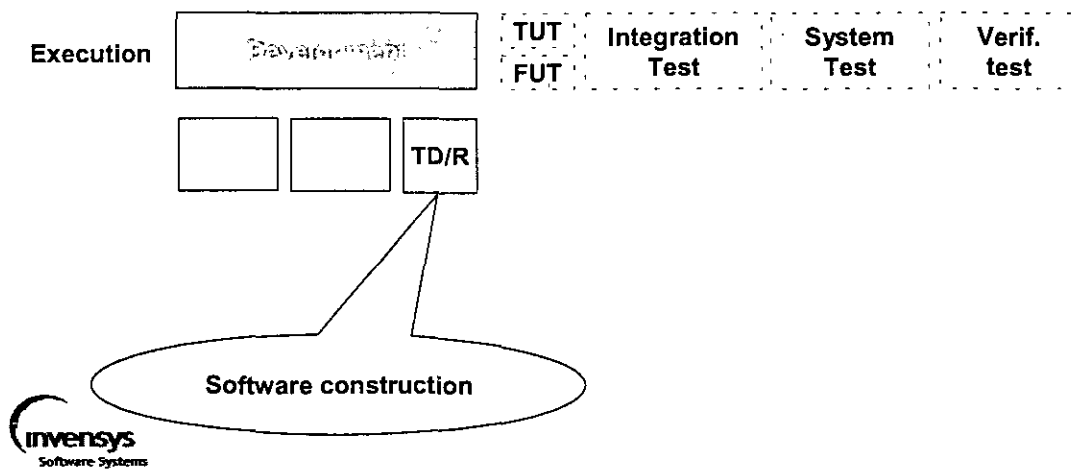 Execution
TUT
FUT
Integration
Test
System
Test
Verif.
test
TD/R
Software construction
invensys
Software Systems